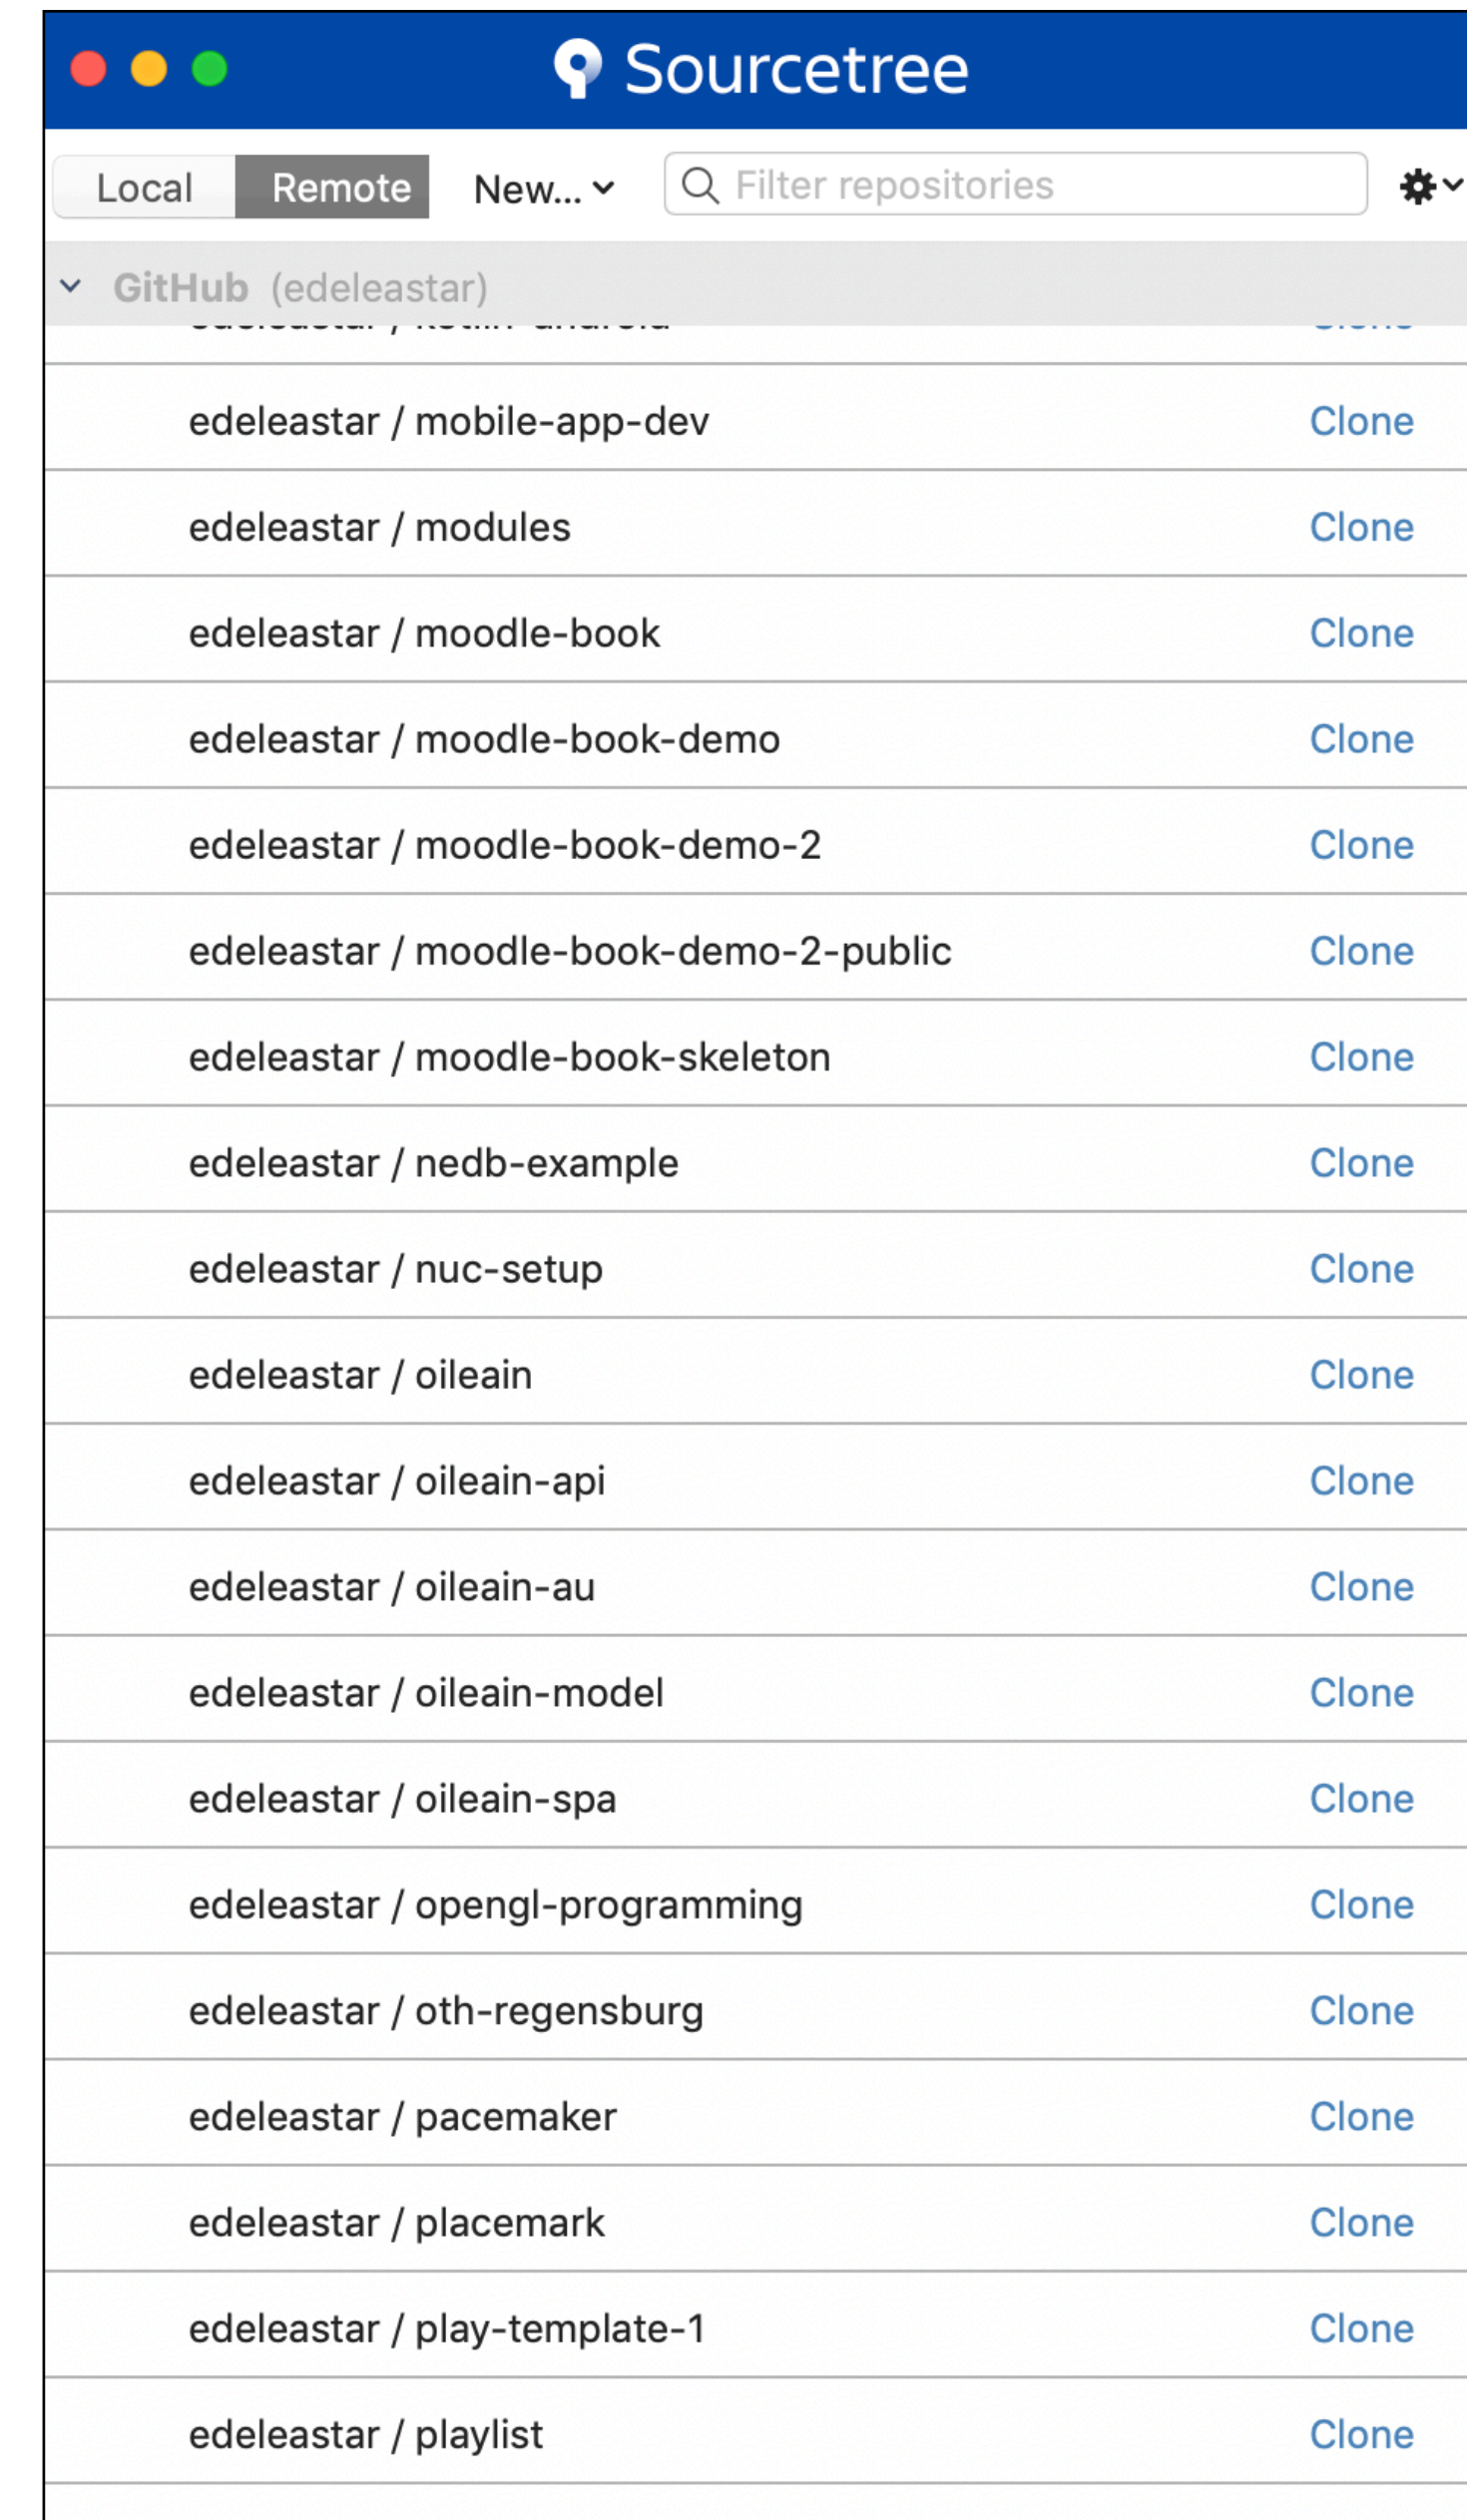 Sourcetree
Local Remote New... Filter repositories
GitHub (edeleastar)
edeleastar / mobile-app-dev Clone
edeleastar / modules Clone
edeleastar / moodle-book Clone
edeleastar / moodle-book-demo Clone
edeleastar / moodle-book-demo-2 Clone
edeleastar / moodle-book-demo-2-public Clone
edeleastar / moodle-book-skeleton Clone
edeleastar / nedb-example Clone
edeleastar / nuc-setup Clone
edeleastar / oileain Clone
edeleastar / oileain-api Clone
edeleastar / oileain-au Clone
edeleastar / oileain-model Clone
edeleastar / oileain-spa Clone
edeleastar / opengl-programming Clone
edeleastar / oth-regensburg Clone
edeleastar / pacemaker Clone
edeleastar / placemark Clone
edeleastar / play-template-1 Clone
edeleastar / playlist Clone